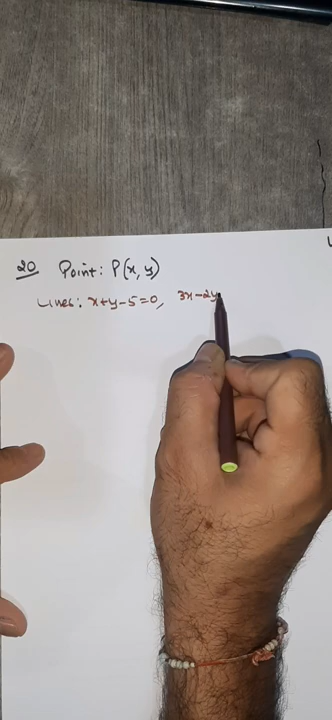 20 Point: P(x, y)
Lines: x+y-5=0, 3x-2y